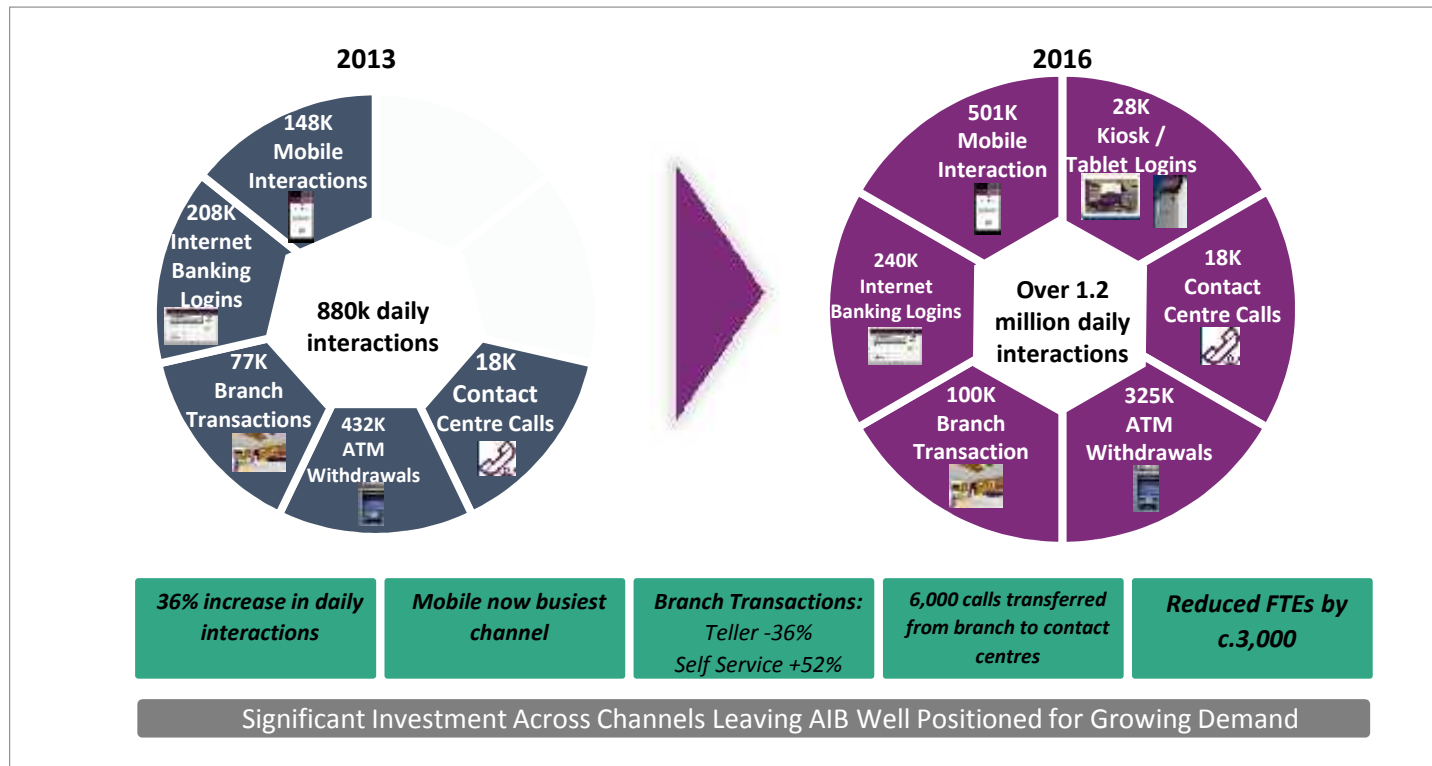 2013
148K
Mobile
Interactions
208K
Internet
Banking
Logins
77K
Branch
Transactions
432K
ATM
Withdrawals
18K
Contact
Centre Calls
880k daily
interactions
2016
501K
Mobile
Interaction
28K
Kiosk /
Tablet Logins
240K
Internet
Banking Logins
18K
Contact
Centre Calls
100K
Branch
Transaction
325K
ATM
Withdrawals
Over 1.2
million daily
interactions
36% increase in daily
interactions
Mobile now busiest
channel
Branch Transactions:
Teller -36%
Self Service +52%
6,000 calls transferred
from branch to contact
centres
Reduced FTEs by
c.3,000
Significant Investment Across Channels Leaving AIB Well Positioned for Growing Demand